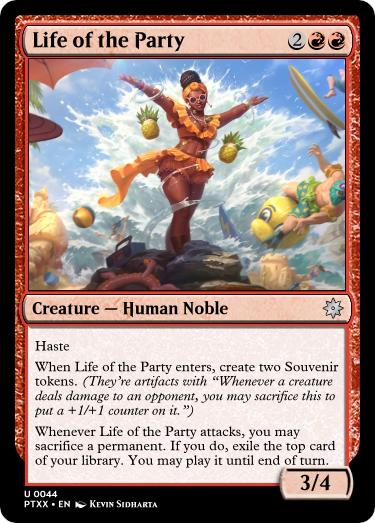 Life of the Party 2
Creature — Human Noble
Haste
When Life of the Party enters, create two Souvenir
tokens. (They're artifacts with “Whenever a creature
deals damage to an opponent, you may sacrifice this to
put a +1/+1 counter on it.”)
Whenever Life of the Party attacks, you may
sacrifice a permanent. If you do, exile the top card
of your library. You may play it until end of turn.
3/4
U 0044
PTXX • EN Kevin Sidharta